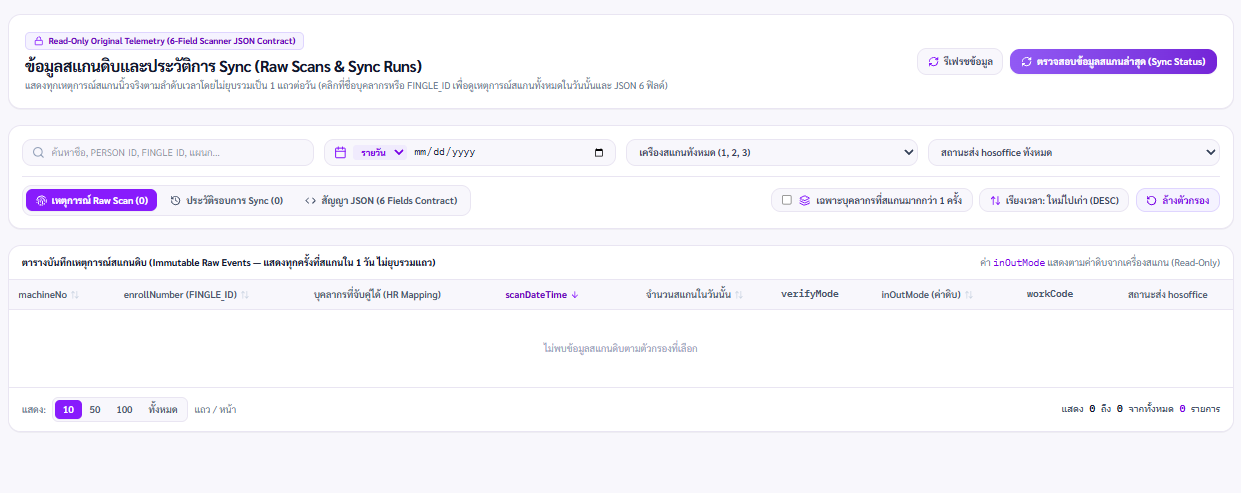 Read-Only Original Telemetry (6-Field Scanner JSON Contract)
ข้อมูลสแกนดิบและประวัติการ Sync (Raw Scans & Sync Runs)
แสดงทุกเหตุการณ์สแกนนิ้วจริงตามลำดับเวลาโดยไม่ยุบรวมเป็น 1 แถวต่อวัน (คลิกที่ชื่อบุคลากรหรือ FINGLE_ID เพื่อดูเหตุการณ์สแกนทั้งหมดในวันนั้นและ JSON 6 ฟิลด์)
รีเฟรชข้อมูล
ตรวจสอบข้อมูลสแกนล่าสุด (Sync Status)
ค้นหาชื่อ, PERSON ID, FINGLE ID, แผนก...
รายวัน
mm/dd/yyyy
เครื่องสแกนทั้งหมด (1, 2, 3)
สถานะส่ง hosoffice ทั้งหมด
เหตุการณ์ Raw Scan (0)
ประวัติรอบการ Sync (0)
<> สัญญา JSON (6 Fields Contract)
เฉพาะบุคลากรที่สแกนมากกว่า 1 ครั้ง
เรียงเวลา: ใหม่ไปเก่า (DESC)
ล้างตัวกรอง
ตารางบันทึกเหตุการณ์สแกนดิบ (Immutable Raw Events — แสดงทุกครั้งที่สแกนใน 1 วัน ไม่ยุบรวมแถว)
ค่า inOutMode แสดงตามค่าดิบจากเครื่องสแกน (Read-Only)
machineNo
enrollNumber (FINGLE_ID)
บุคลากรที่จับคู่ได้ (HR Mapping)
scanDateTime ↓
จำนวนสแกนในวันนั้น
verifyMode
inOutMode (ค่าดิบ)
workCode
สถานะส่ง hosoffice
ไม่พบข้อมูลสแกนดิบตามตัวกรองที่เลือก
แสดง: 10 50 100 ทั้งหมด แถว / หน้า
แสดง 0 ถึง 0 จากทั้งหมด 0 รายการ